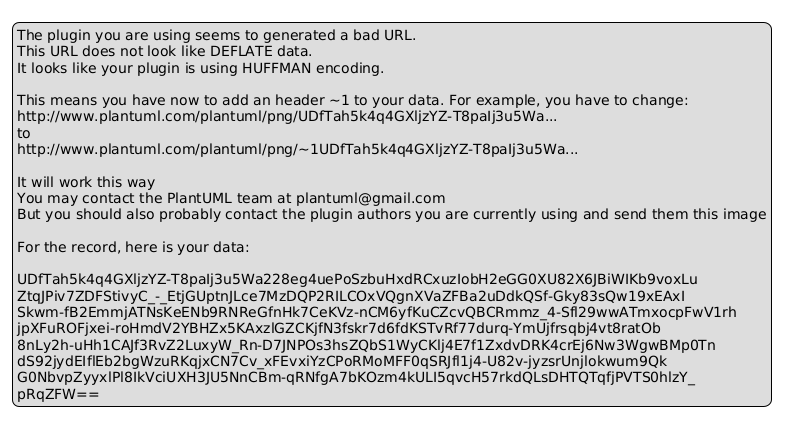 The plugin you are using seems to generated a bad URL.
This URL does not look like DEFLATE data.
It looks like your plugin is using HUFFMAN encoding.
This means you have now to add an header ~1 to your data. For example, you have to change:
http://www.plantuml.com/plantuml/png/UDfTah5k4q4GXljzYZ-T8paIj3u5Wa...
to
http://www.plantuml.com/plantuml/png/~1UDfTah5k4q4GXljzYZ-T8paIj3u5Wa...
It will work this way
You may contact the PlantUML team at plantuml@gmail.com
But you should also probably contact the plugin authors you are currently using and send them this image
For the record, here is your data:
UDfTah5k4q4GXljzYZ-T8paIj3u5Wa228eg4uePoSzbuHxdRCxuzIobH2eGG0XU82X6JBiWIKb9voxLu
ZtqJPiv7ZDFStivyC_-_EtjGUptnJLce7MzDQP2RILCOxVQgnXVaZFBa2uDdkQSf-Gky83sQw19xEAxI
Skwm-fB2EmmjATNsKeENb9RNReGfnHk7CeKVz-nCM6yfKuCZcvQBCRmmz_4-Sfl29wwATmxocpFwV1rh
jpXFuROFjxei-roHmdV2YBHZx5KAxzlGZCKjfN3fskr7d6fdKSTvRf77durq-YmUjfrsqbj4vt8ratOb
8nLy2h-uHh1CAJf3RvZ2LuxyW_Rn-D7JNPOs3hsZQbS1WyCKlj4E7f1ZxdvDRK4crEj6Nw3WgwBMp0Tn
dS92jydEIflEb2bgWzuRKqjxCN7Cv_xFEvxiYzCPoRMoMFF0qSRJfl1j4-U82v-jyzsrUnjlokwum9Qk
G0NbvpZyyxIPl8IkVciUXH3JU5NnCBm-qRNfgA7bKOzm4kULI5qvcH57rkdQLsDHTQTqfjPVTS0hlzY_
pRqZFW==